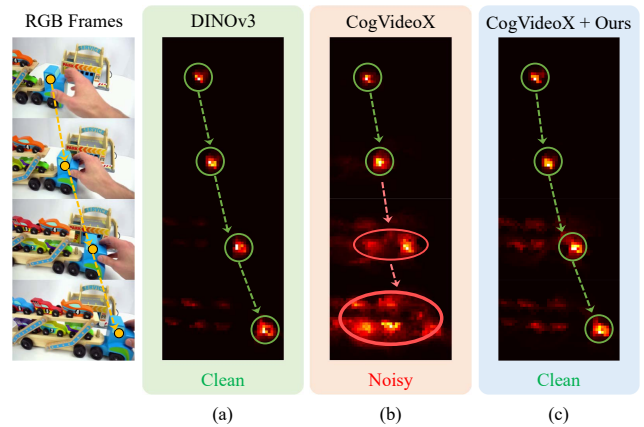 RGB Frames
DINOv3
CogVideoX
CogVideoX + Ours
Clean
Noisy
Clean
(a)
(b)
(c)